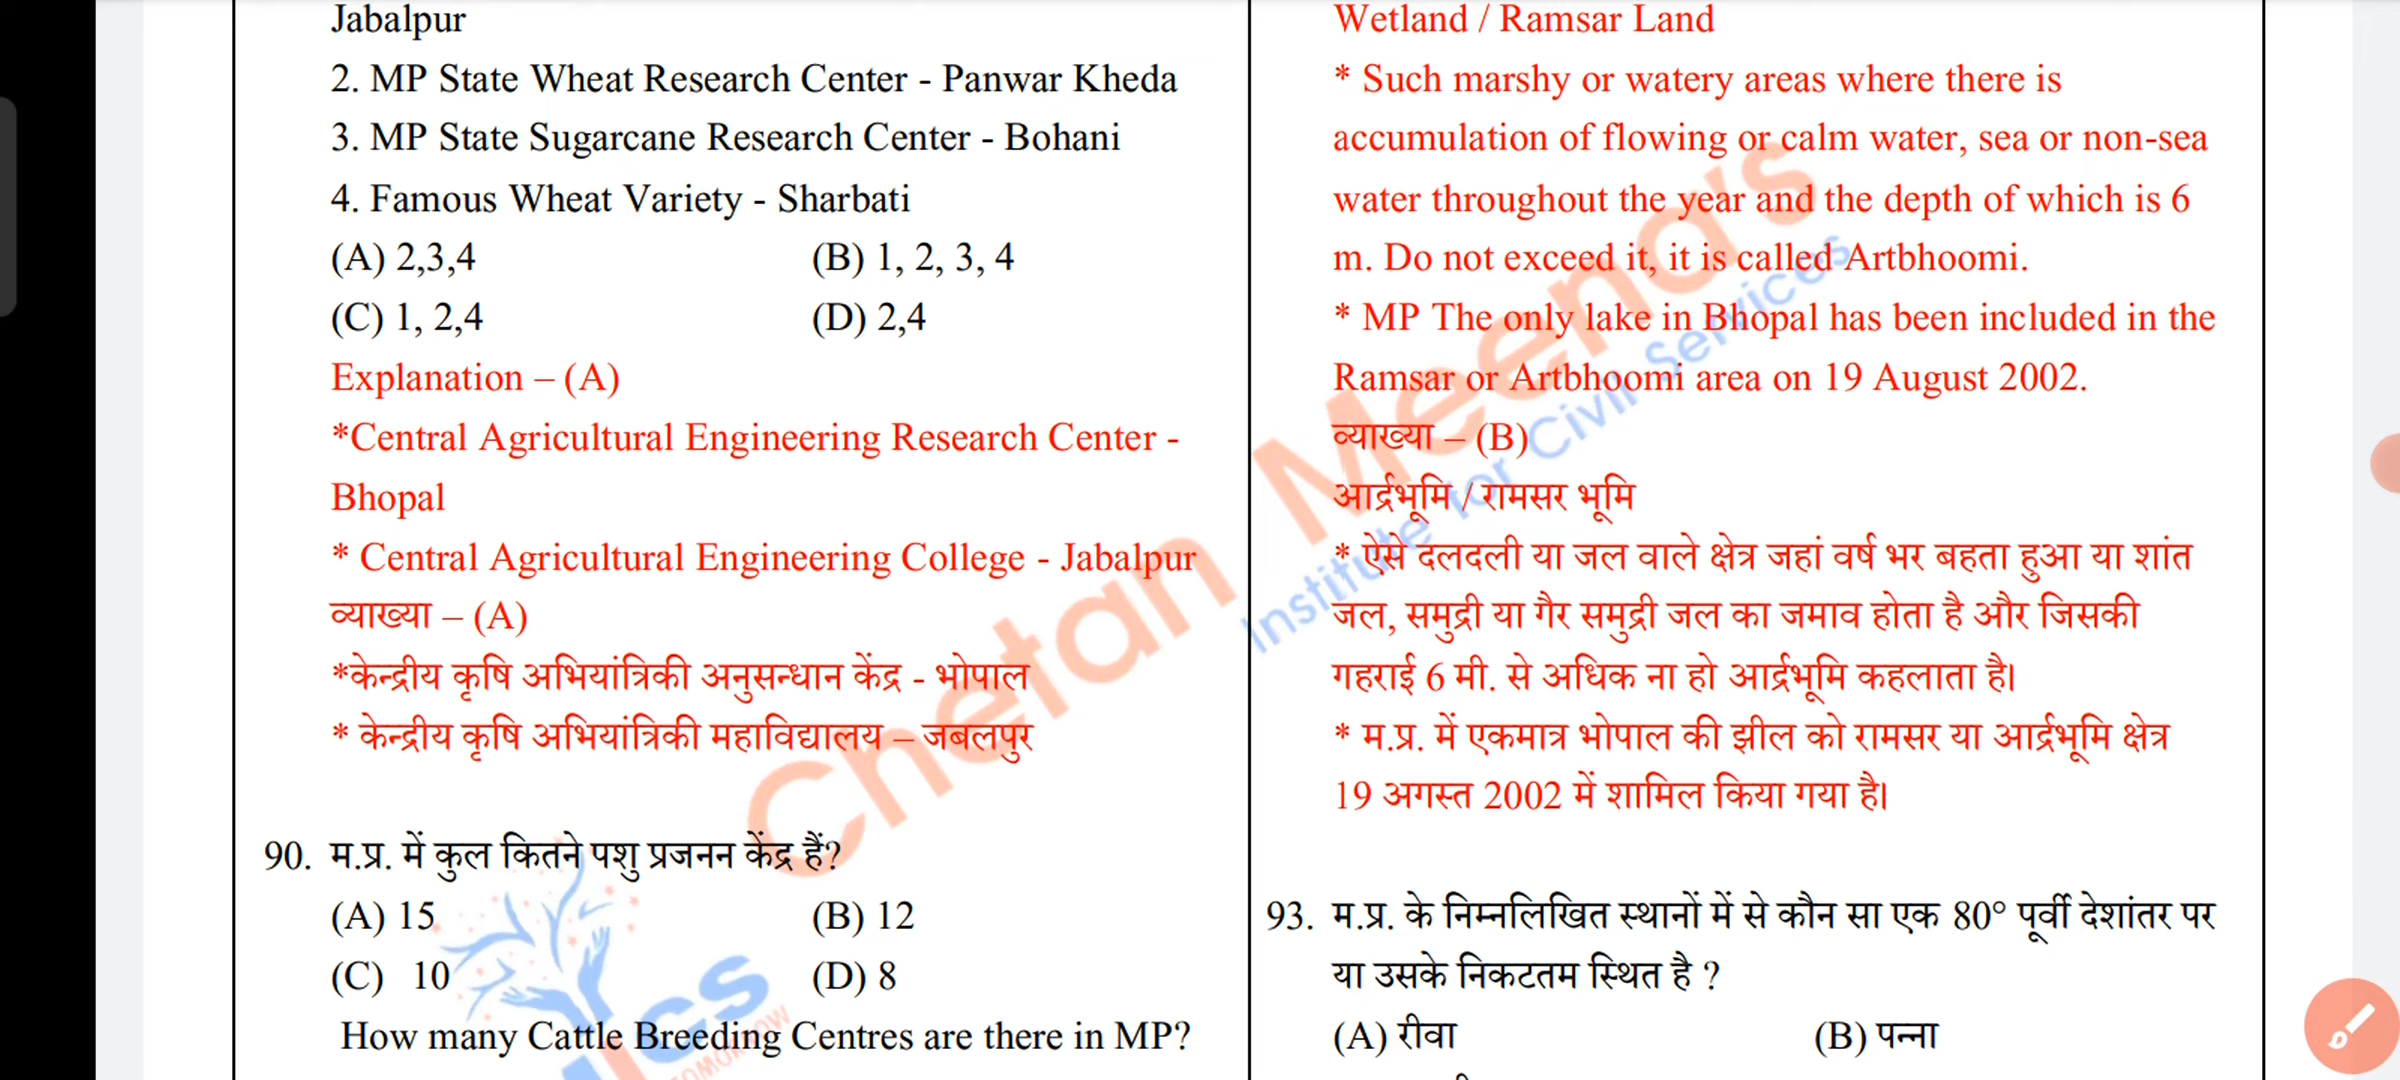 Jabalpur
2. MP State Wheat Research Center - Panwar Kheda
3. MP State Sugarcane Research Center - Bohani
4. Famous Wheat Variety - Sharbati
(A) 2,3,4 (B) 1, 2, 3, 4
(C) 1, 2,4 (D) 2,4
Explanation – (A)
*Central Agricultural Engineering Research Center -
Bhopal
* Central Agricultural Engineering College - Jabalpur
व्याख्या – (A)
*केन्द्रीय कृषि अभियांत्रिकी अनुसन्धान केंद्र - भोपाल
* केन्द्रीय कृषि अभियांत्रिकी महाविद्यालय – जबलपुर
90. म.प्र. में कुल कितने पशु प्रजनन केंद्र हैं?
(A) 15 (B) 12
(C) 10 (D) 8
How many Cattle Breeding Centres are there in MP?
Wetland / Ramsar Land
* Such marshy or watery areas where there is
accumulation of flowing or calm water, sea or non-sea
water throughout the year and the depth of which is 6
m. Do not exceed it, it is called Artbhoomi.
* MP The only lake in Bhopal has been included in the
Ramsar or Artbhoomi area on 19 August 2002.
व्याख्या – (B)
आर्द्रभूमि / रामसर भूमि
* ऐसे दलदली या जल वाले क्षेत्र जहां वर्ष भर बहता हुआ या शांत
जल, समुद्री या गैर समुद्री जल का जमाव होता है और जिसकी
गहराई 6 मी. से अधिक ना हो आर्द्रभूमि कहलाता है।
* म.प्र. में एकमात्र भोपाल की झील को रामसर या आर्द्रभूमि क्षेत्र
19 अगस्त 2002 में शामिल किया गया है।
93. म.प्र. के निम्नलिखित स्थानों में से कौन सा एक 80° पूर्वी देशांतर पर
या उसके निकटतम स्थित है ?
(A) रीवा (B) पन्ना
Chetan Meena's
Institute for Civil Services
ICS